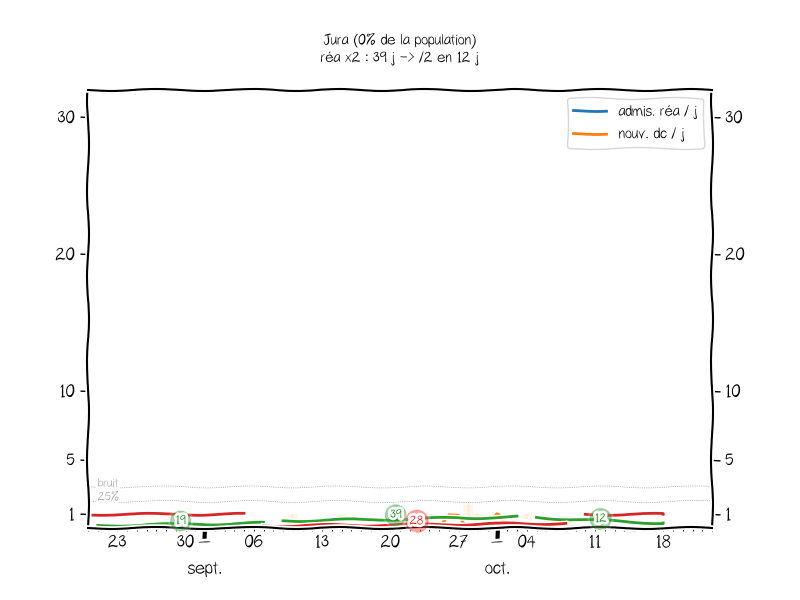 Jura (0% de la population)
réa x2 : 39 j -> /2 en 12 j
admis. réa / j
nouv. dc / j
30 30
20 20
10 10
5 5
bruit
25%
1 1
19 39 28 12
23 30 06 13 20 27 04 11 18
sept. oct.